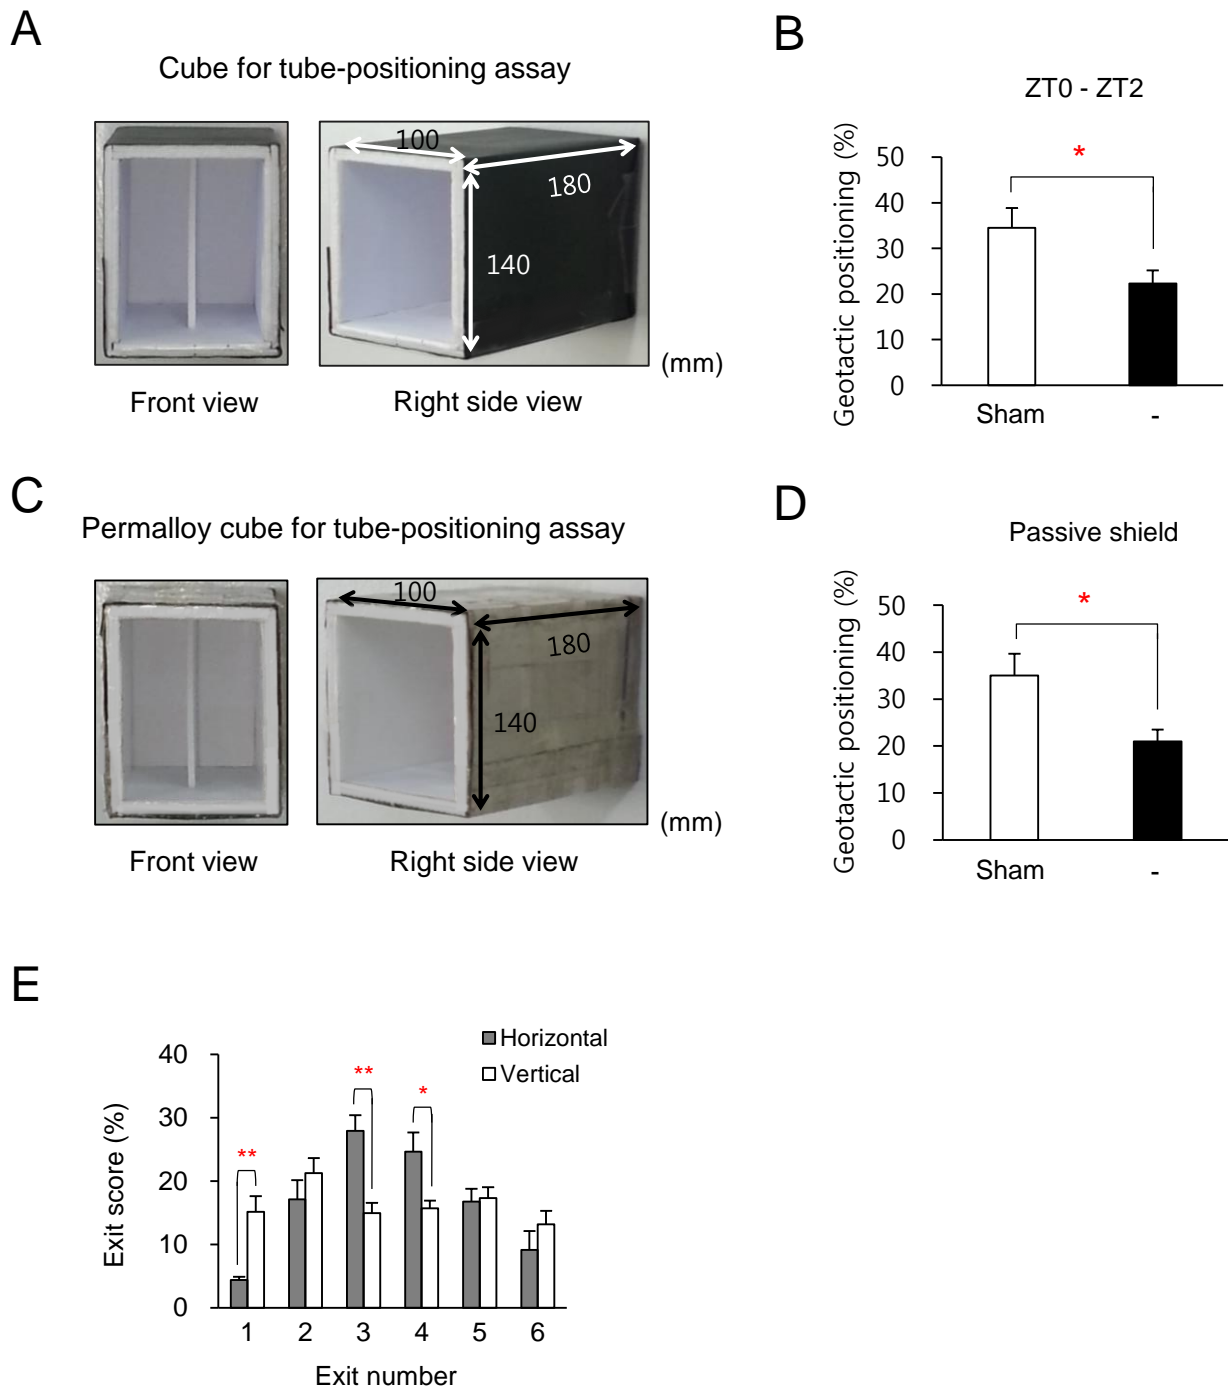 A
Cube for tube-positioning assay
100
180
140
(mm)
Front view
Right side view
B
ZT0 - ZT2
*
Geotactic positioning (%)
50
40
30
20
10
0
Sham
-
C
Permalloy cube for tube-positioning assay
100
180
140
(mm)
Front view
Right side view
D
Passive shield
*
Geotactic positioning (%)
50
40
30
20
10
0
Sham
-
E
Horizontal
Vertical
Exit score (%)
40
30
20
10
0
**
**
*
1 2 3 4 5 6
Exit number